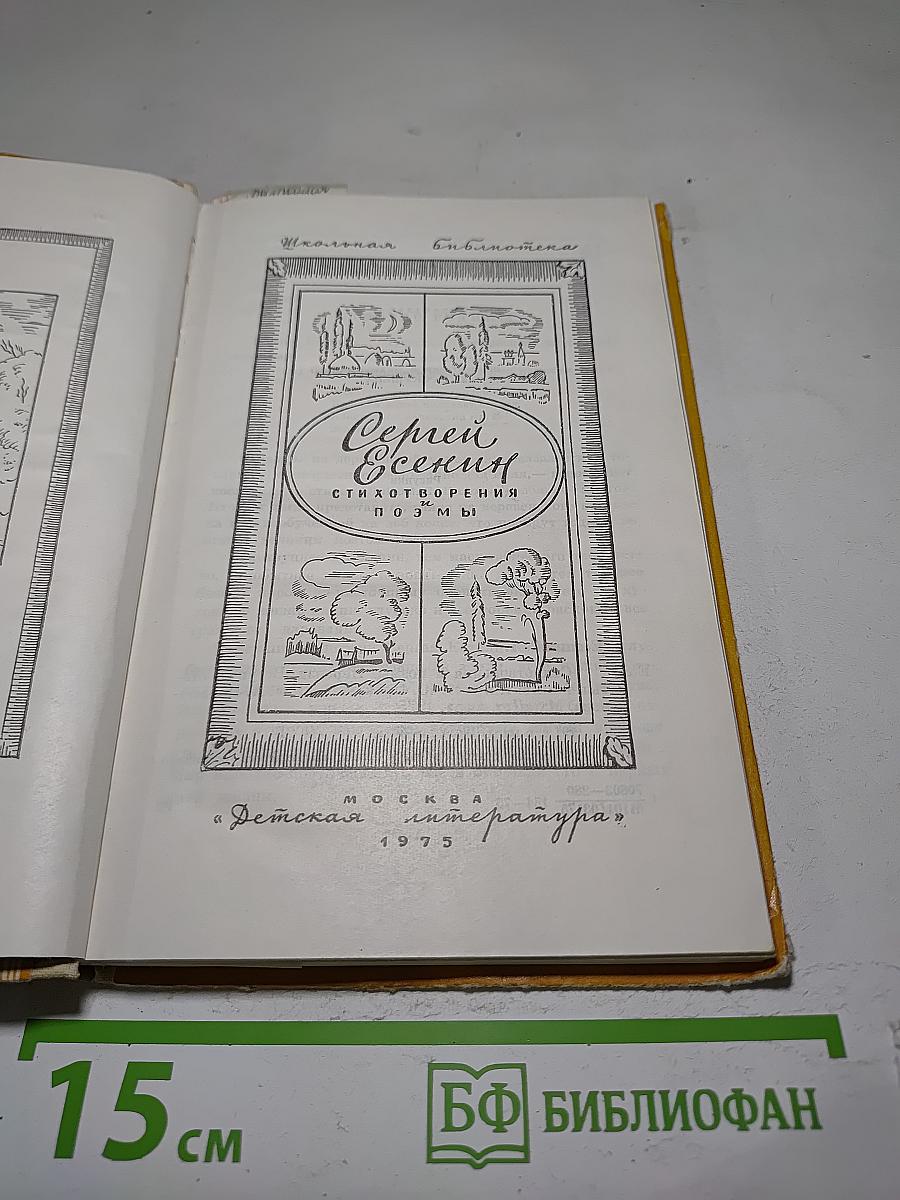 Школьная библиотека
Сергей
Есенин
СТИХОТВОРЕНИЯ
и
ПОЭМЫ
МОСКВА
«Детская литература»
1975
15 см
БФ БИБЛИОФАН